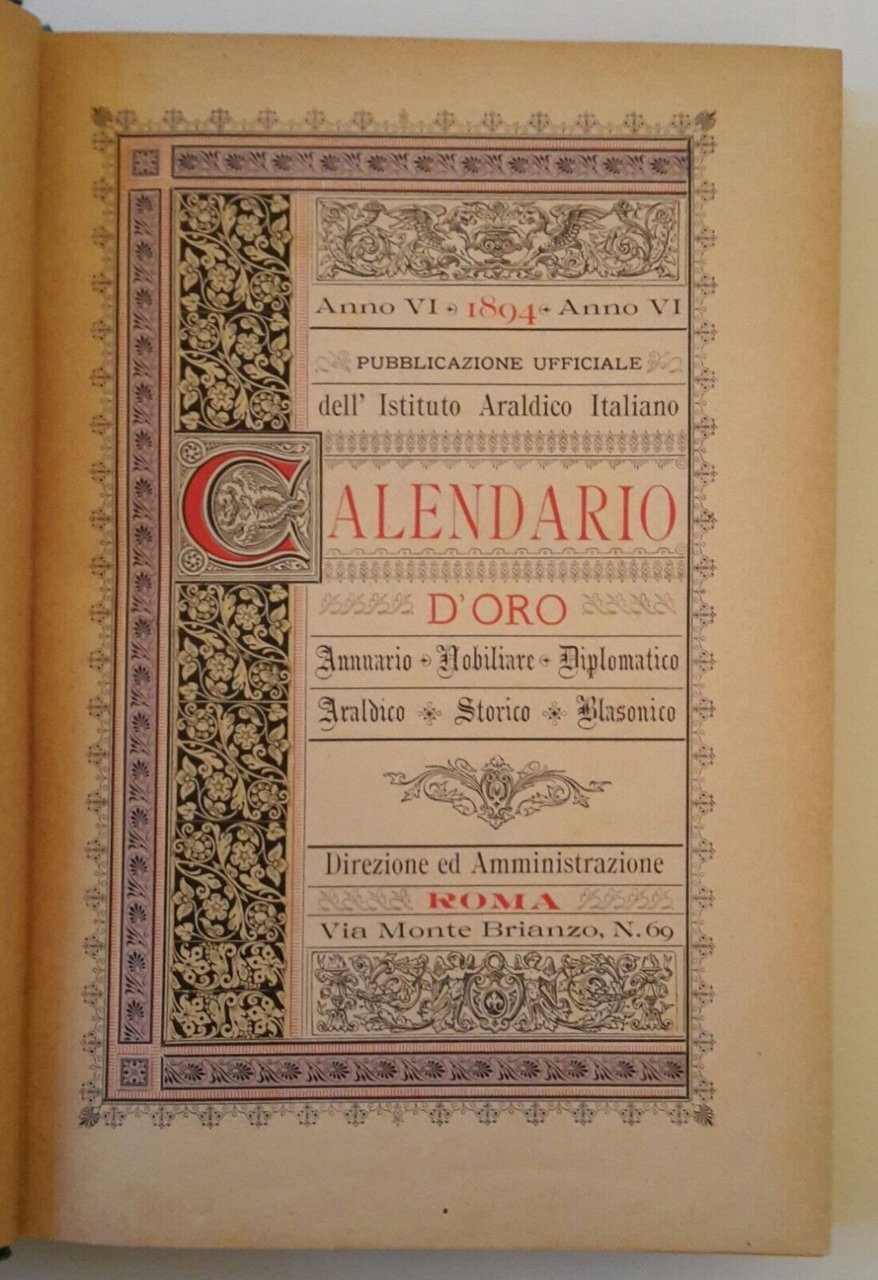 Anno VI 1894 Anno VI
PUBBLICAZIONE UFFICIALE
dell' Istituto Araldico Italiano
CALENDARIO
D'ORO
Annuario Nobiliare Diplomatico
Araldico Storico Blasonico
Direzione ed Amministrazione
ROMA
Via Monte Brianzo, N. 69